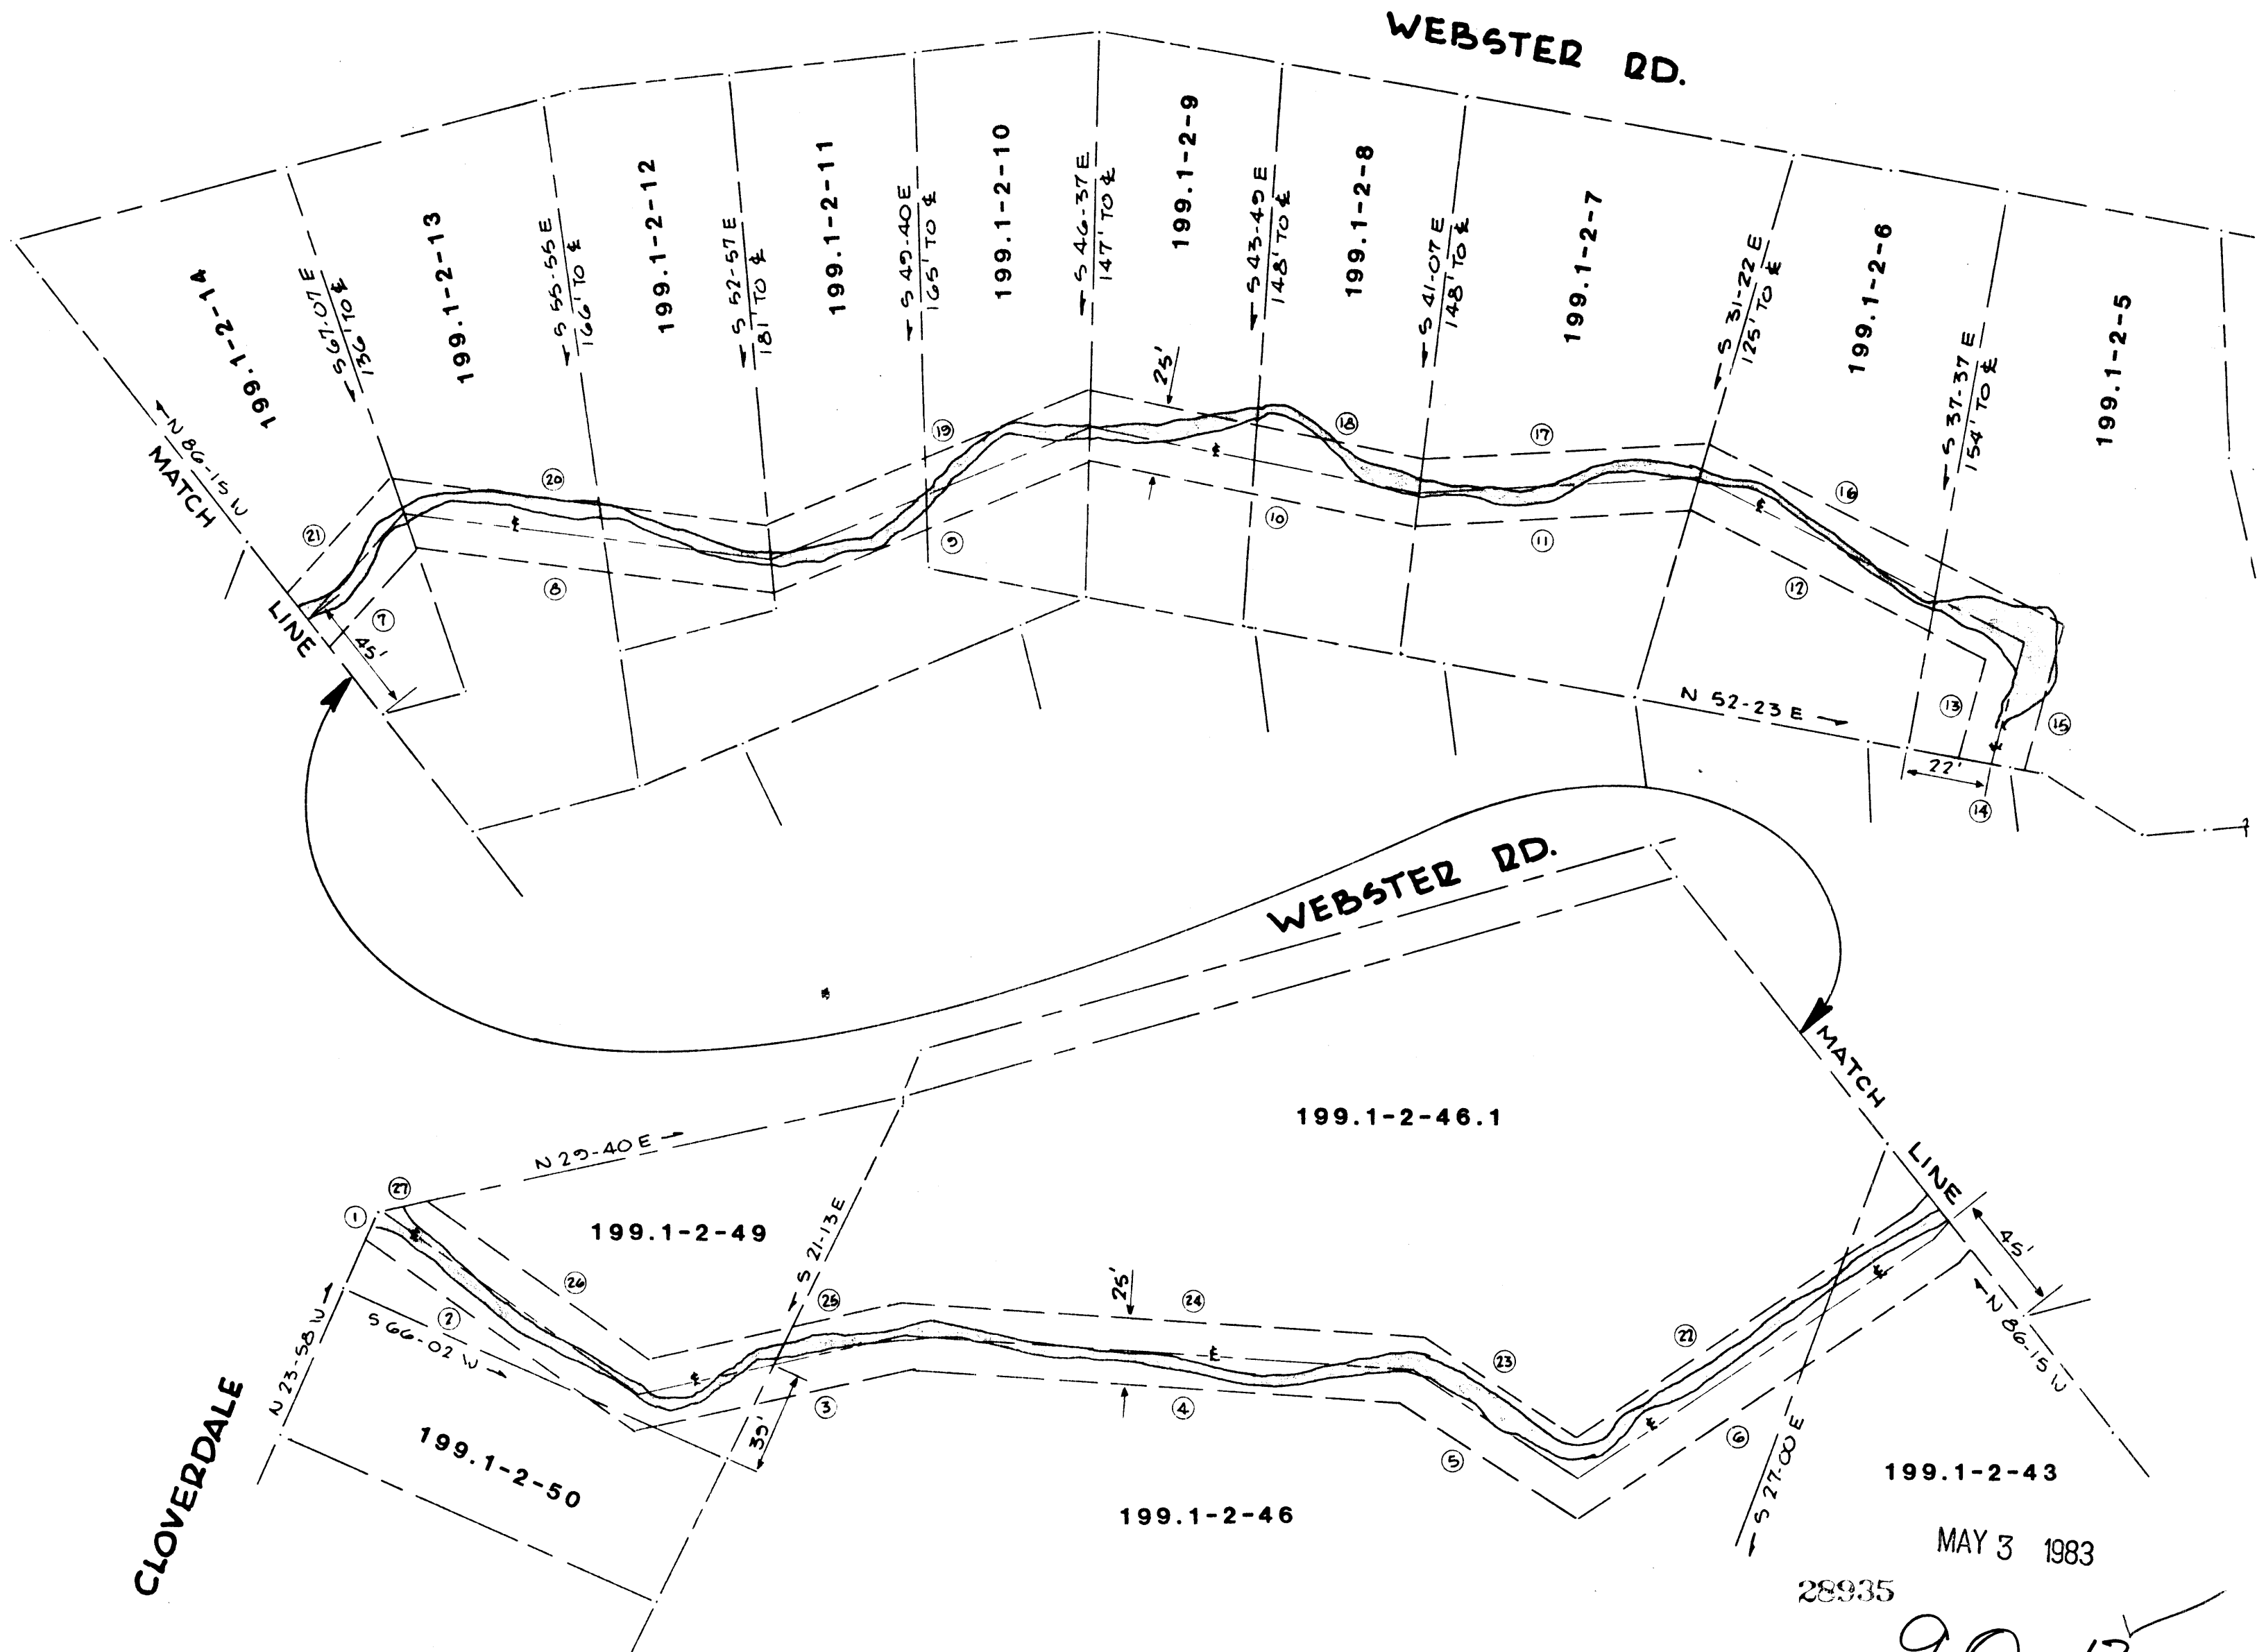 WEBSTER RD.
199.1-2-14
S 67-07 E
136' TO ℄
199.1-2-13
S 55-55 E
166' TO ℄
199.1-2-12
S 52-57 E
181' TO ℄
199.1-2-11
S 49-40 E
165' TO ℄
199.1-2-10
S 46-37 E
147' TO ℄
199.1-2-9
S 43-49 E
148' TO ℄
199.1-2-8
S 41-07 E
148' TO ℄
199.1-2-7
S 31-22 E
125' TO ℄
199.1-2-6
S 37-37 E
154' TO ℄
199.1-2-5
N 86-15 W
MATCH
LINE
45'
25'
21
20
19
18
17
16
℄
℄
℄
7
8
9
10
11
12
13
15
℄
N 52-23 E
22'
14
WEBSTER RD.
MATCH
LINE
199.1-2-46.1
N 29-40 E
27
1
℄
199.1-2-49
S 21-13 E
26
25
25'
24
23
22
℄
45'
N 86-15 W
2
S 66-02 W
N 23-58 W
℄
℄
℄
39'
3
4
5
6
S 27-00 E
CLOVERDALE
199.1-2-50
199.1-2-46
199.1-2-43
MAY 3 1983
28935